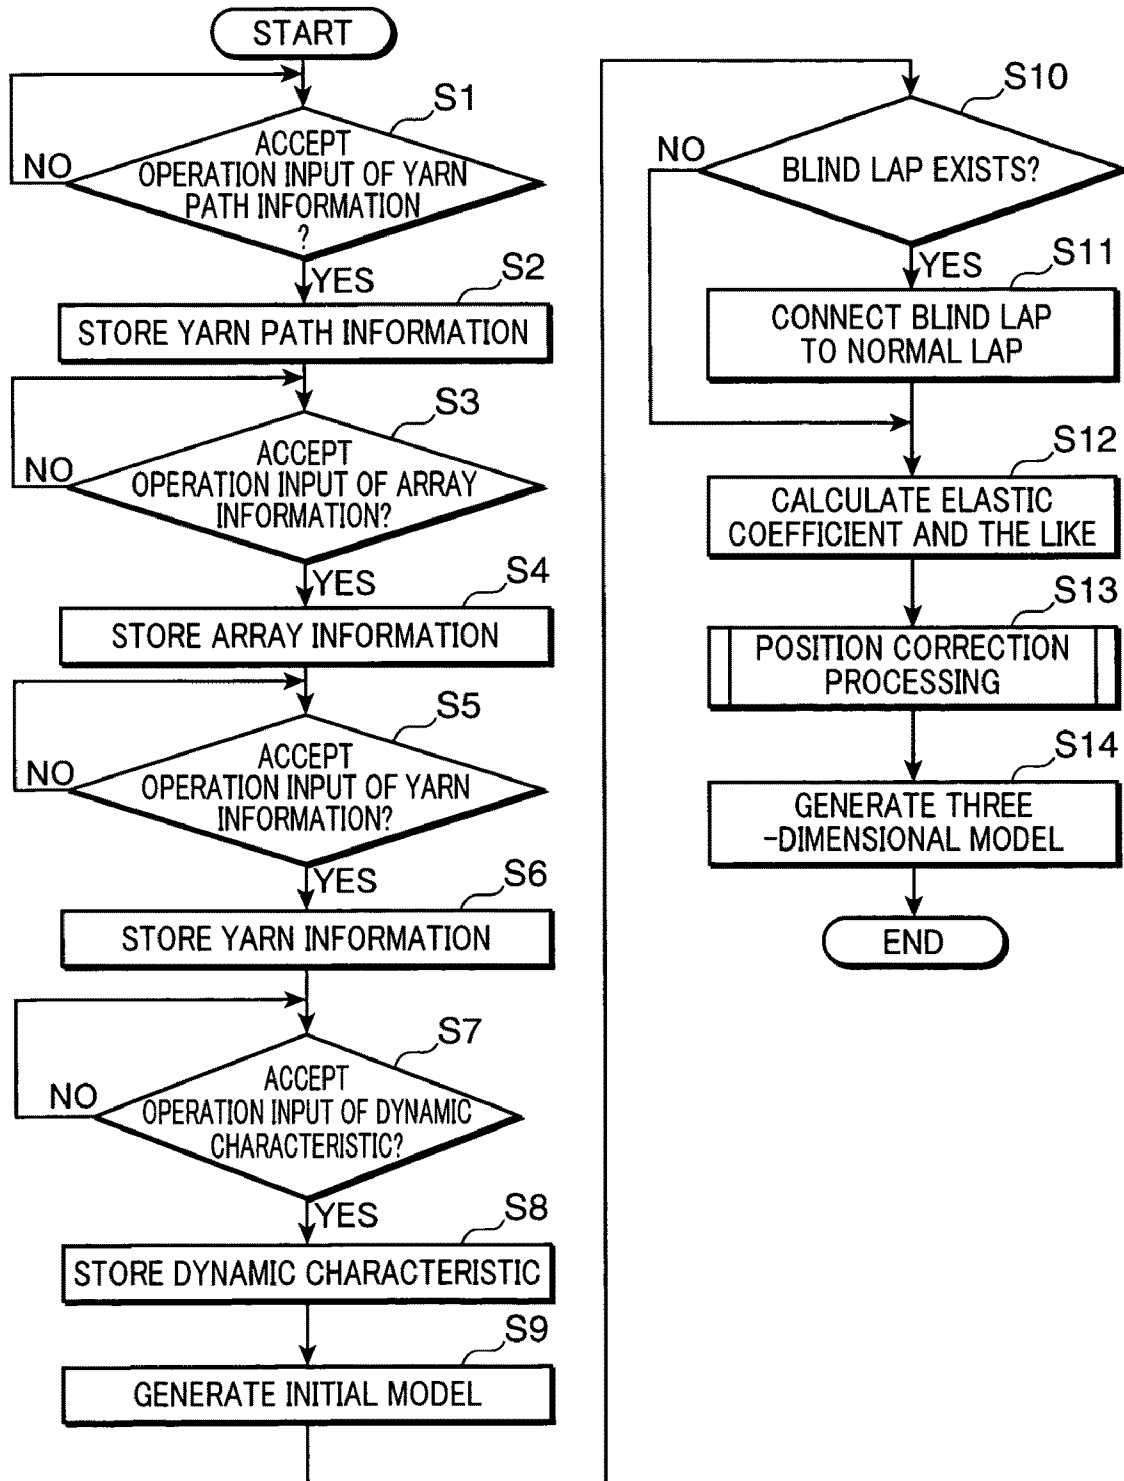 START
S1
ACCEPT
OPERATION INPUT OF YARN
PATH INFORMATION
?
NO
YES
S2
STORE YARN PATH INFORMATION
S3
ACCEPT
OPERATION INPUT OF ARRAY
INFORMATION?
NO
YES
S4
STORE ARRAY INFORMATION
S5
ACCEPT
OPERATION INPUT OF YARN
INFORMATION?
NO
YES
S6
STORE YARN INFORMATION
S7
ACCEPT
OPERATION INPUT OF DYNAMIC
CHARACTERISTIC?
NO
YES
S8
STORE DYNAMIC CHARACTERISTIC
S9
GENERATE INITIAL MODEL
S10
BLIND LAP EXISTS?
NO
YES
S11
CONNECT BLIND LAP
TO NORMAL LAP
S12
CALCULATE ELASTIC
COEFFICIENT AND THE LIKE
S13
POSITION CORRECTION
PROCESSING
S14
GENERATE THREE
-DIMENSIONAL MODEL
END